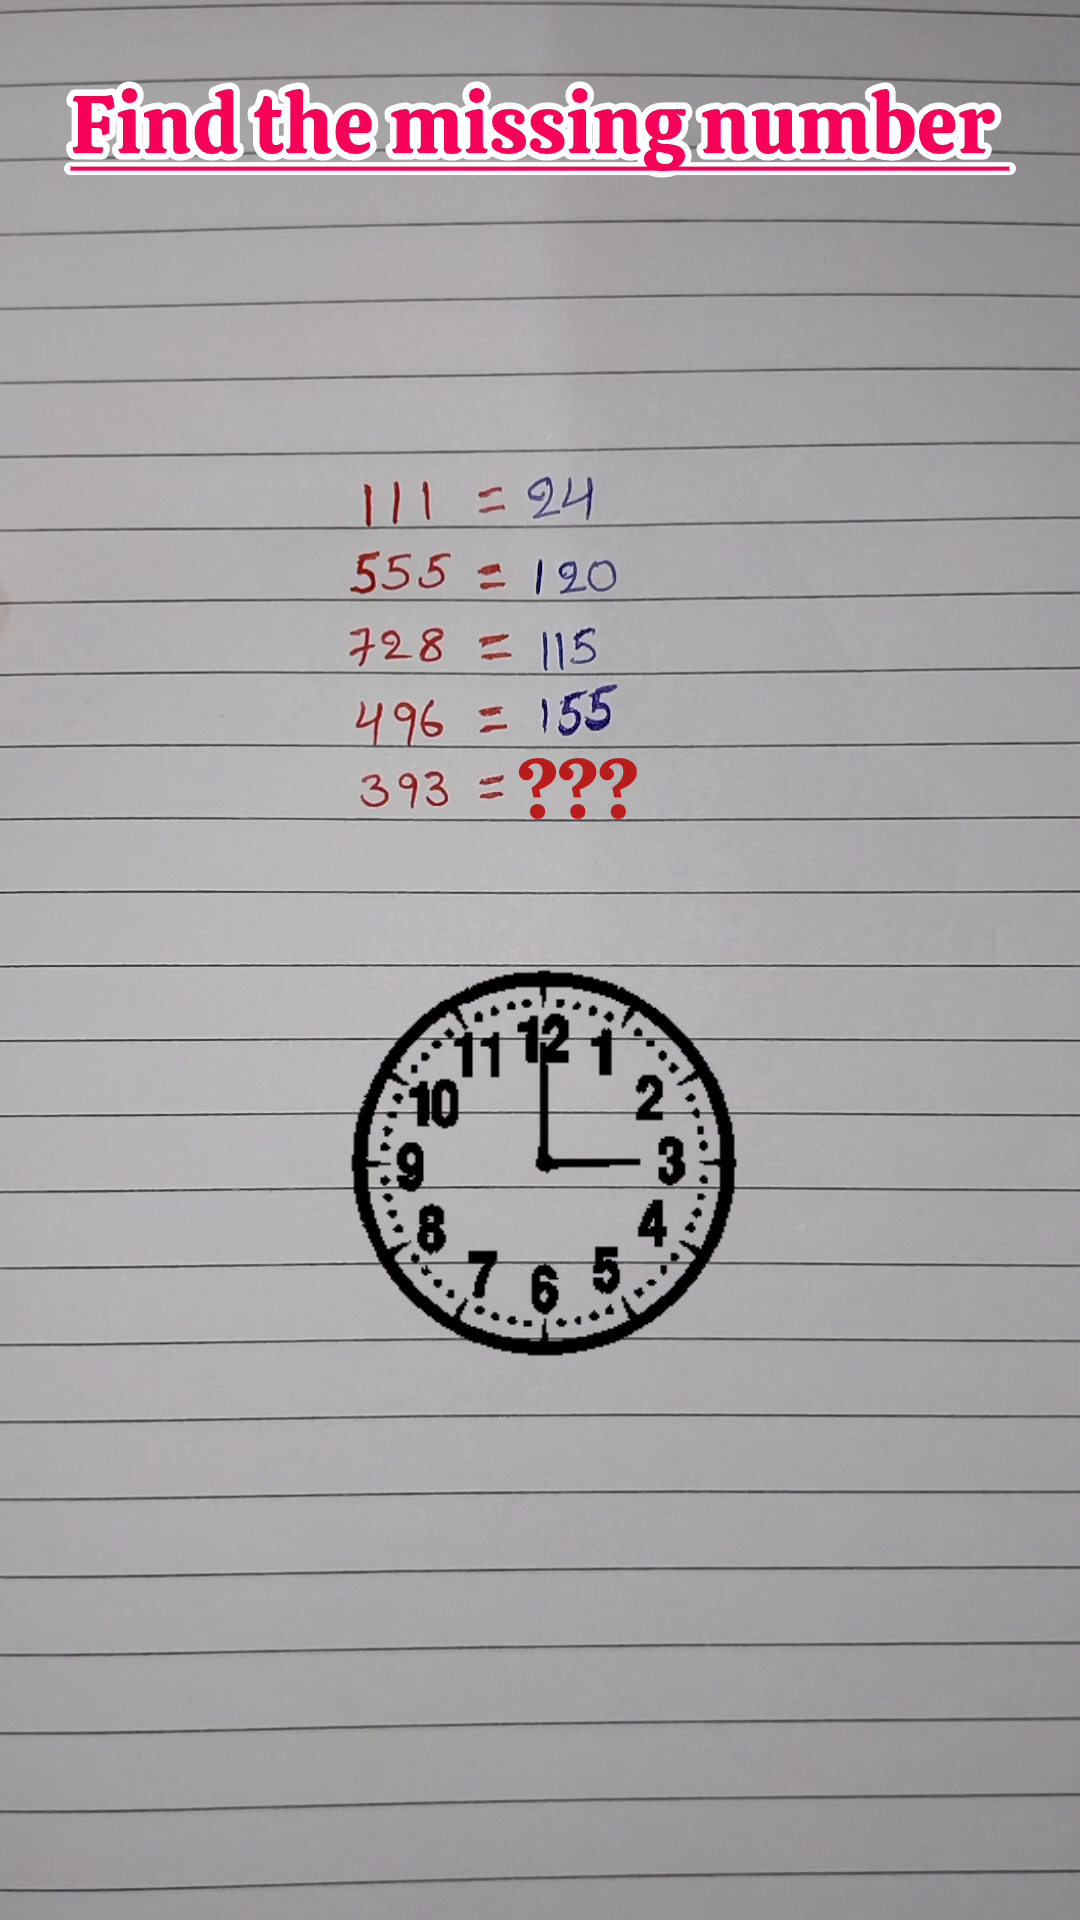 Find the missing number
111 = 24
555 = 120
728 = 115
496 = 155
393 = ???
12
11 1
10 2
9 3
8 4
7 5
6